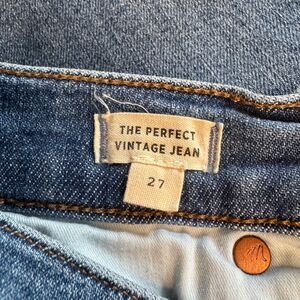 THE PERFECT
VINTAGE JEAN
27